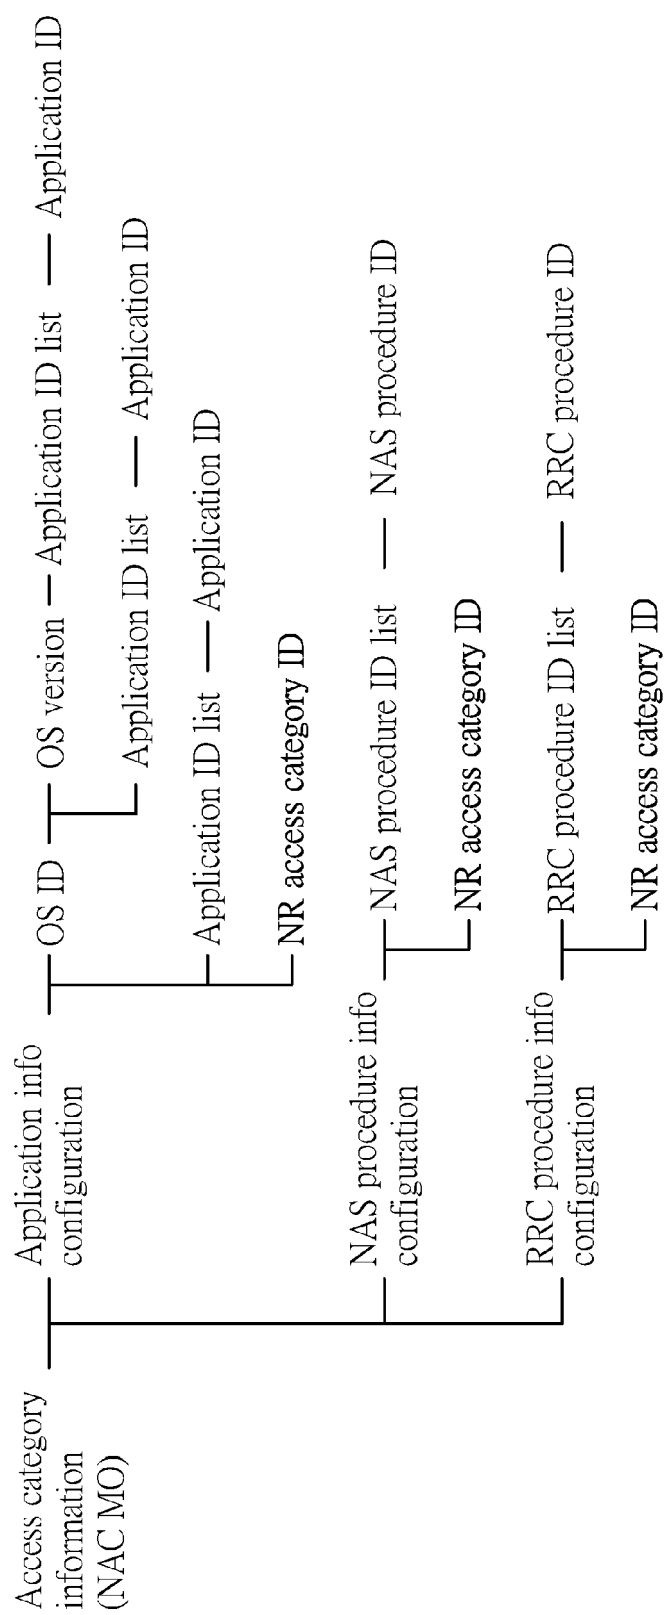 Access category
information
(NAC MO)
Application info
configuration
OS ID
OS version
Application ID list
Application ID
Application ID list
Application ID
Application ID list
Application ID
NR access category ID
NAS procedure info
configuration
NAS procedure ID list
NAS procedure ID
NR access category ID
RRC procedure info
configuration
RRC procedure ID list
RRC procedure ID
NR access category ID